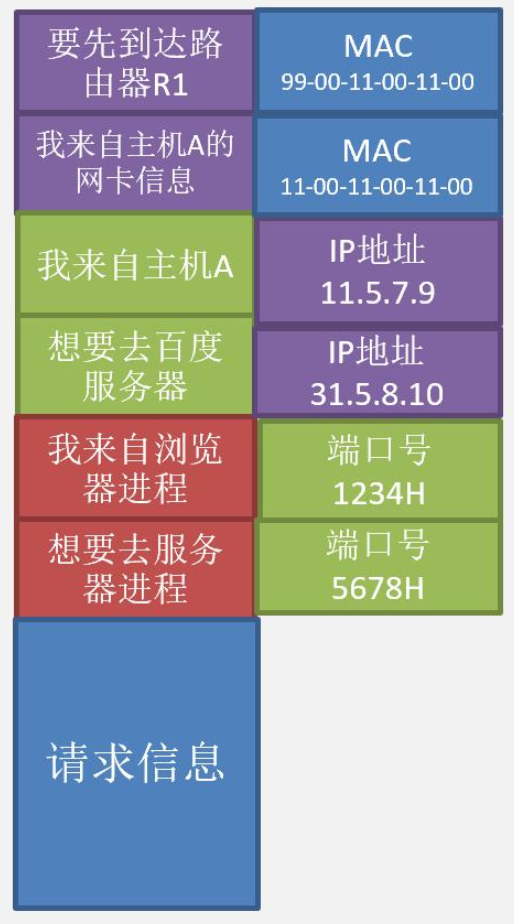 要先到达路
由器R1
MAC
99-00-11-00-11-00
我来自主机A的
网卡信息
MAC
11-00-11-00-11-00
我来自主机A
IP地址
11.5.7.9
想要去百度
服务器
IP地址
31.5.8.10
我来自浏览
器进程
端口号
1234H
想要去服务
器进程
端口号
5678H
请求信息